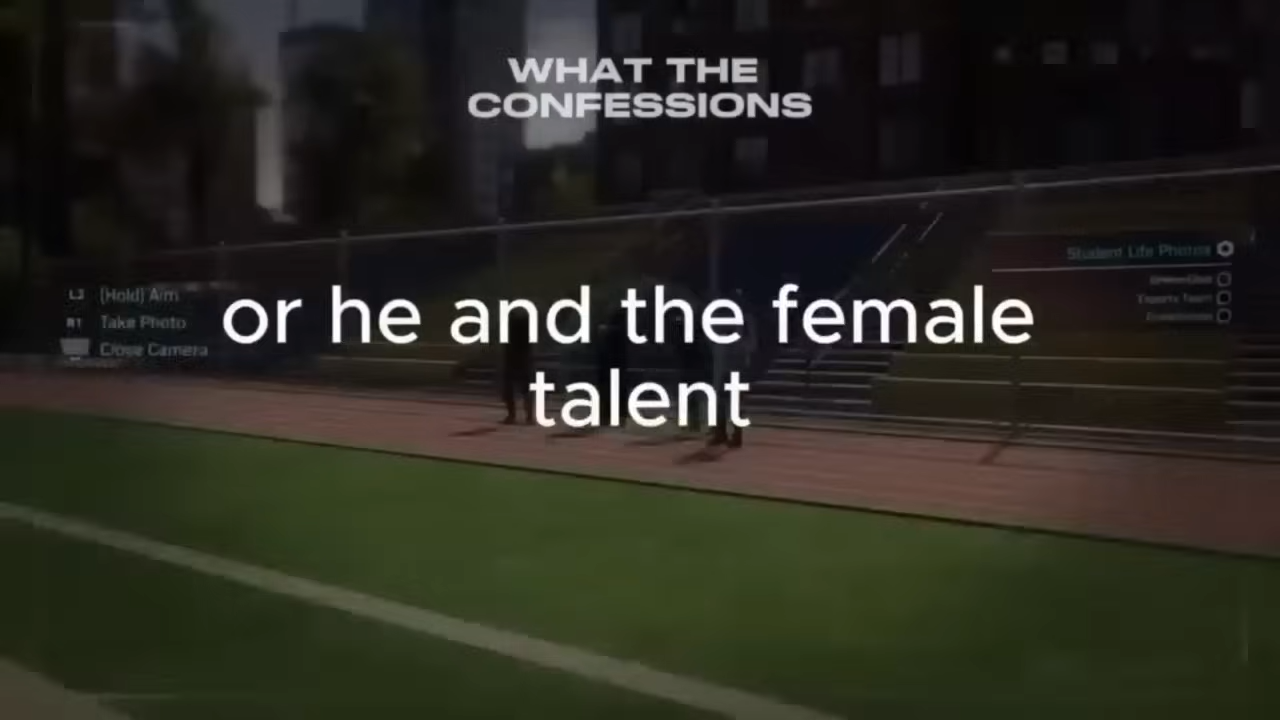 WHAT THE
CONFESSIONS
Student Life Photos
L2 (Hold) Aim
R1 Take Photo
Close Camera
or he and the female
talent